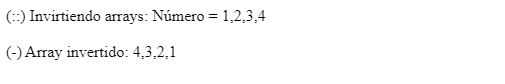 (::) Invirtiendo arrays: Número = 1,2,3,4
(-) Array invertido: 4,3,2,1